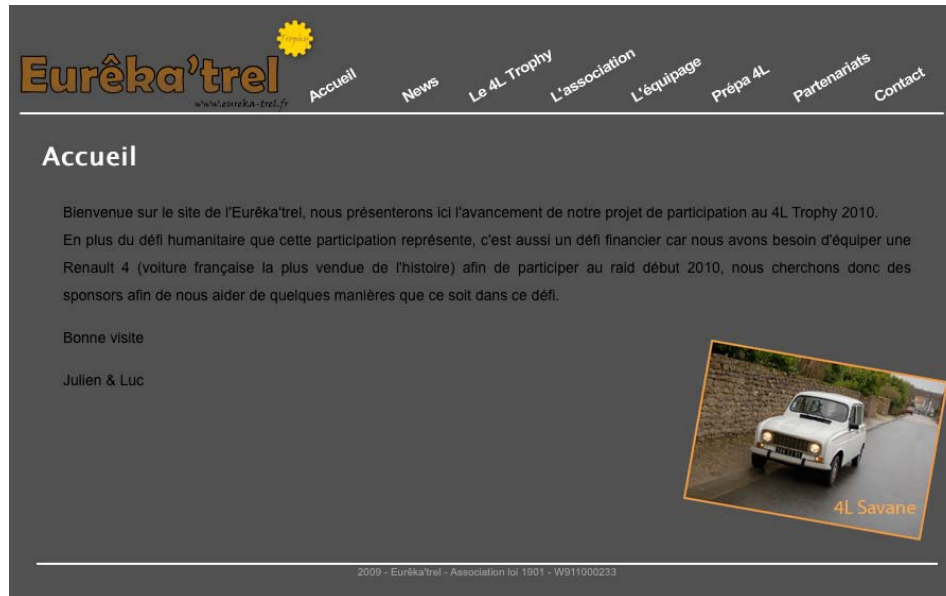 Trophy
Eurêka'trel
www.eureka-trel.fr
Accueil
News
Le 4L Trophy
L'association
L'équipage
Prépa 4L
Partenariats
Contact
Accueil
Bienvenue sur le site de l'Eurêka'trel, nous présenterons ici l'avancement de notre projet de participation au 4L Trophy 2010.
En plus du défi humanitaire que cette participation représente, c'est aussi un défi financier car nous avons besoin d'équiper une
Renault 4 (voiture française la plus vendue de l'histoire) afin de participer au raid début 2010, nous cherchons donc des
sponsors afin de nous aider de quelques manières que ce soit dans ce défi.
Bonne visite
Julien & Luc
4L Savane
2009 - Eurêka'trel - Association loi 1901 - W911000233